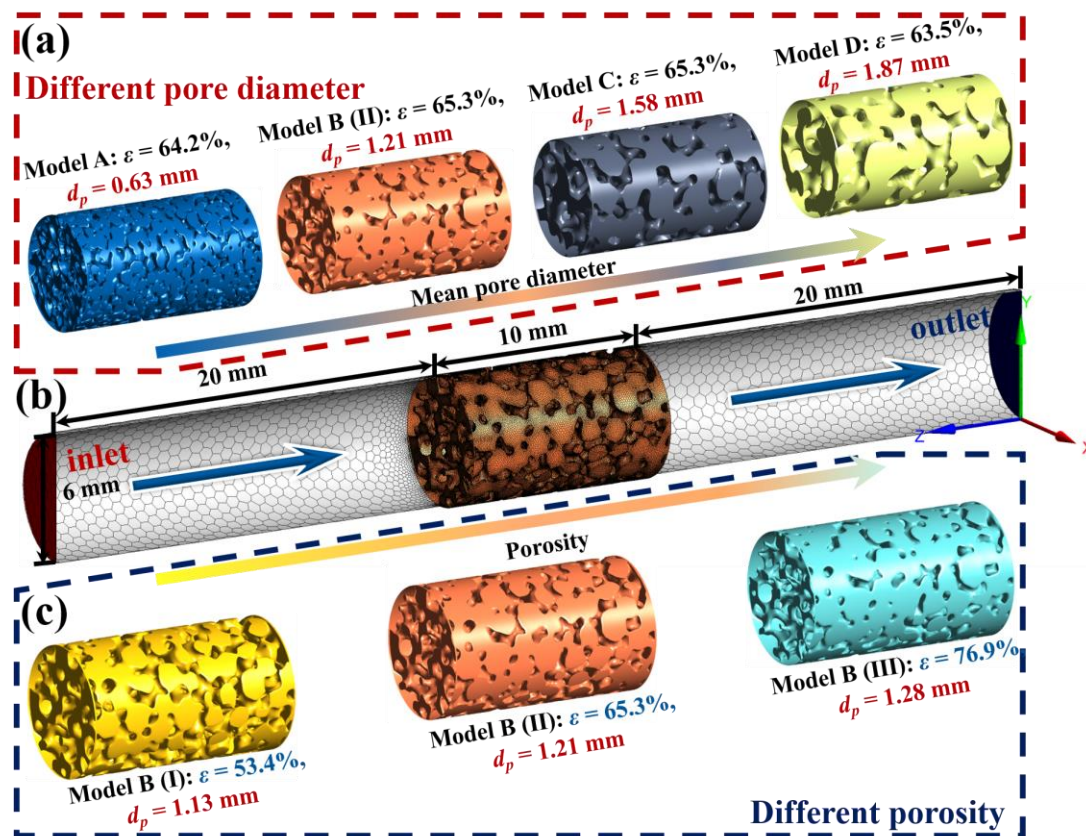 (a)
Different pore diameter
Model A: ε = 64.2%,
d_p = 0.63 mm
Model B (II): ε = 65.3%,
d_p = 1.21 mm
Model C: ε = 65.3%,
d_p = 1.58 mm
Model D: ε = 63.5%,
d_p = 1.87 mm
Mean pore diameter
(b)
20 mm
10 mm
20 mm
inlet
6 mm
outlet
Y
Z
X
Porosity
(c)
Model B (I): ε = 53.4%,
d_p = 1.13 mm
Model B (II): ε = 65.3%,
d_p = 1.21 mm
Model B (III): ε = 76.9%,
d_p = 1.28 mm
Different porosity